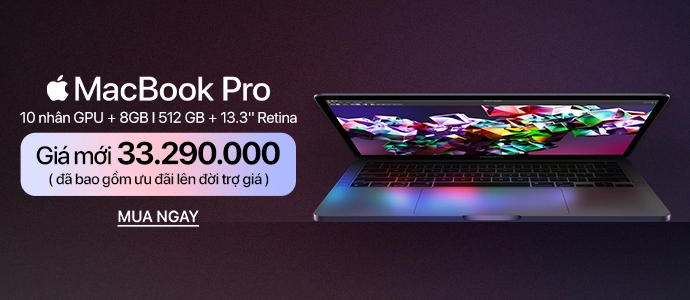 MacBook Pro
10 nhân GPU + 8GB l 512 GB + 13.3" Retina
Giá mới 33.290.000
( đã bao gồm ưu đãi lên đời trợ giá )
MUA NGAY